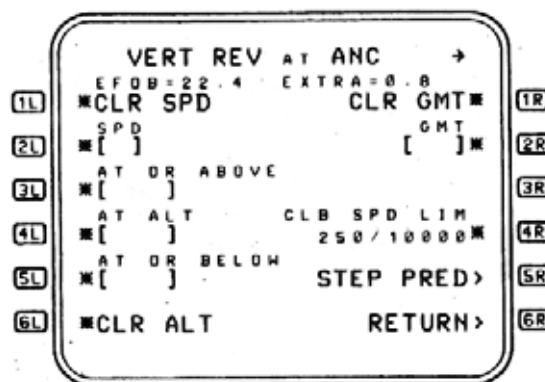 VERT REV AT ANC →
EFOB=22.4 EXTRA=0.8
1L *CLR SPD CLR GMT* 1R
SPD GMT
2L *[ ] [ ]* 2R
AT OR ABOVE
3L *[ ] 3R
AT ALT CLB SPD LIM
4L *[ ] 250/10000* 4R
AT OR BELOW
5L *[ ] STEP PRED> 5R
6L *CLR ALT RETURN> 6R